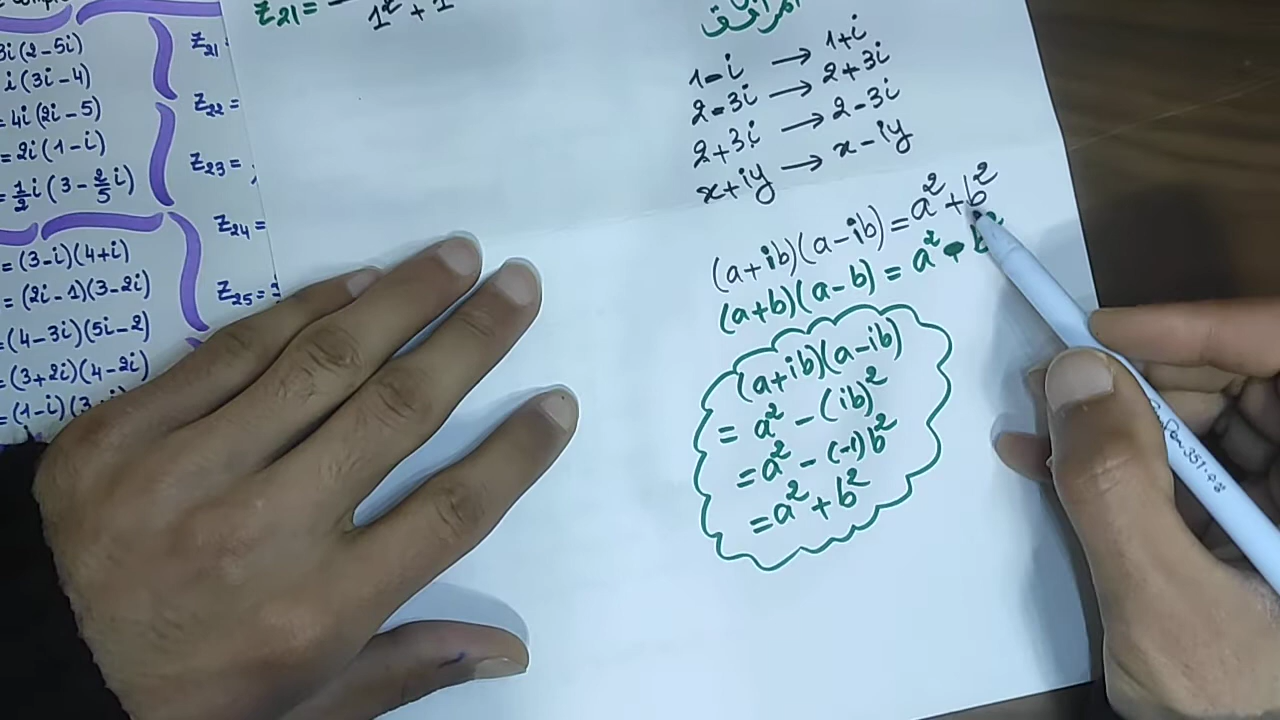 3i(2-5i)
i(3i-4)
=4i(2i-5)
=2i(1-i)
=1/2i(3-2/5i)
=(3-i)(4+i)
=(2i-1)(3-2i)
=(4-3i)(5i-2)
=(3+2i)(4-2i)
=(1-i)(3
Z21
Z22=
Z23=
Z24=
Z25=
Z21=
1²+1
المرافق
1-i → 1+i
2-3i → 2+3i
2+3i → 2-3i
x+iy → x-iy
(a+ib)(a-ib)=a²+b²
(a+b)(a-b)=a²-b²
(a+ib)(a-ib)
=a²-(ib)²
=a²-(-1)b²
=a²+b²